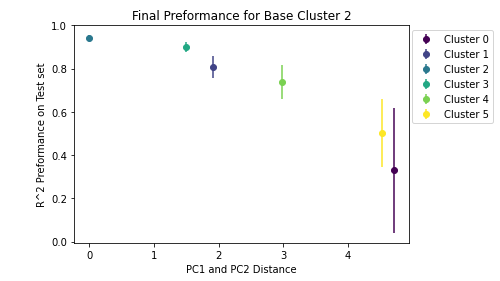 Final Preformance for Base Cluster 2
R^2 Preformance on Test set
1.0
0.8
0.6
0.4
0.2
0.0
0 1 2 3 4
PC1 and PC2 Distance
Cluster 0
Cluster 1
Cluster 2
Cluster 3
Cluster 4
Cluster 5